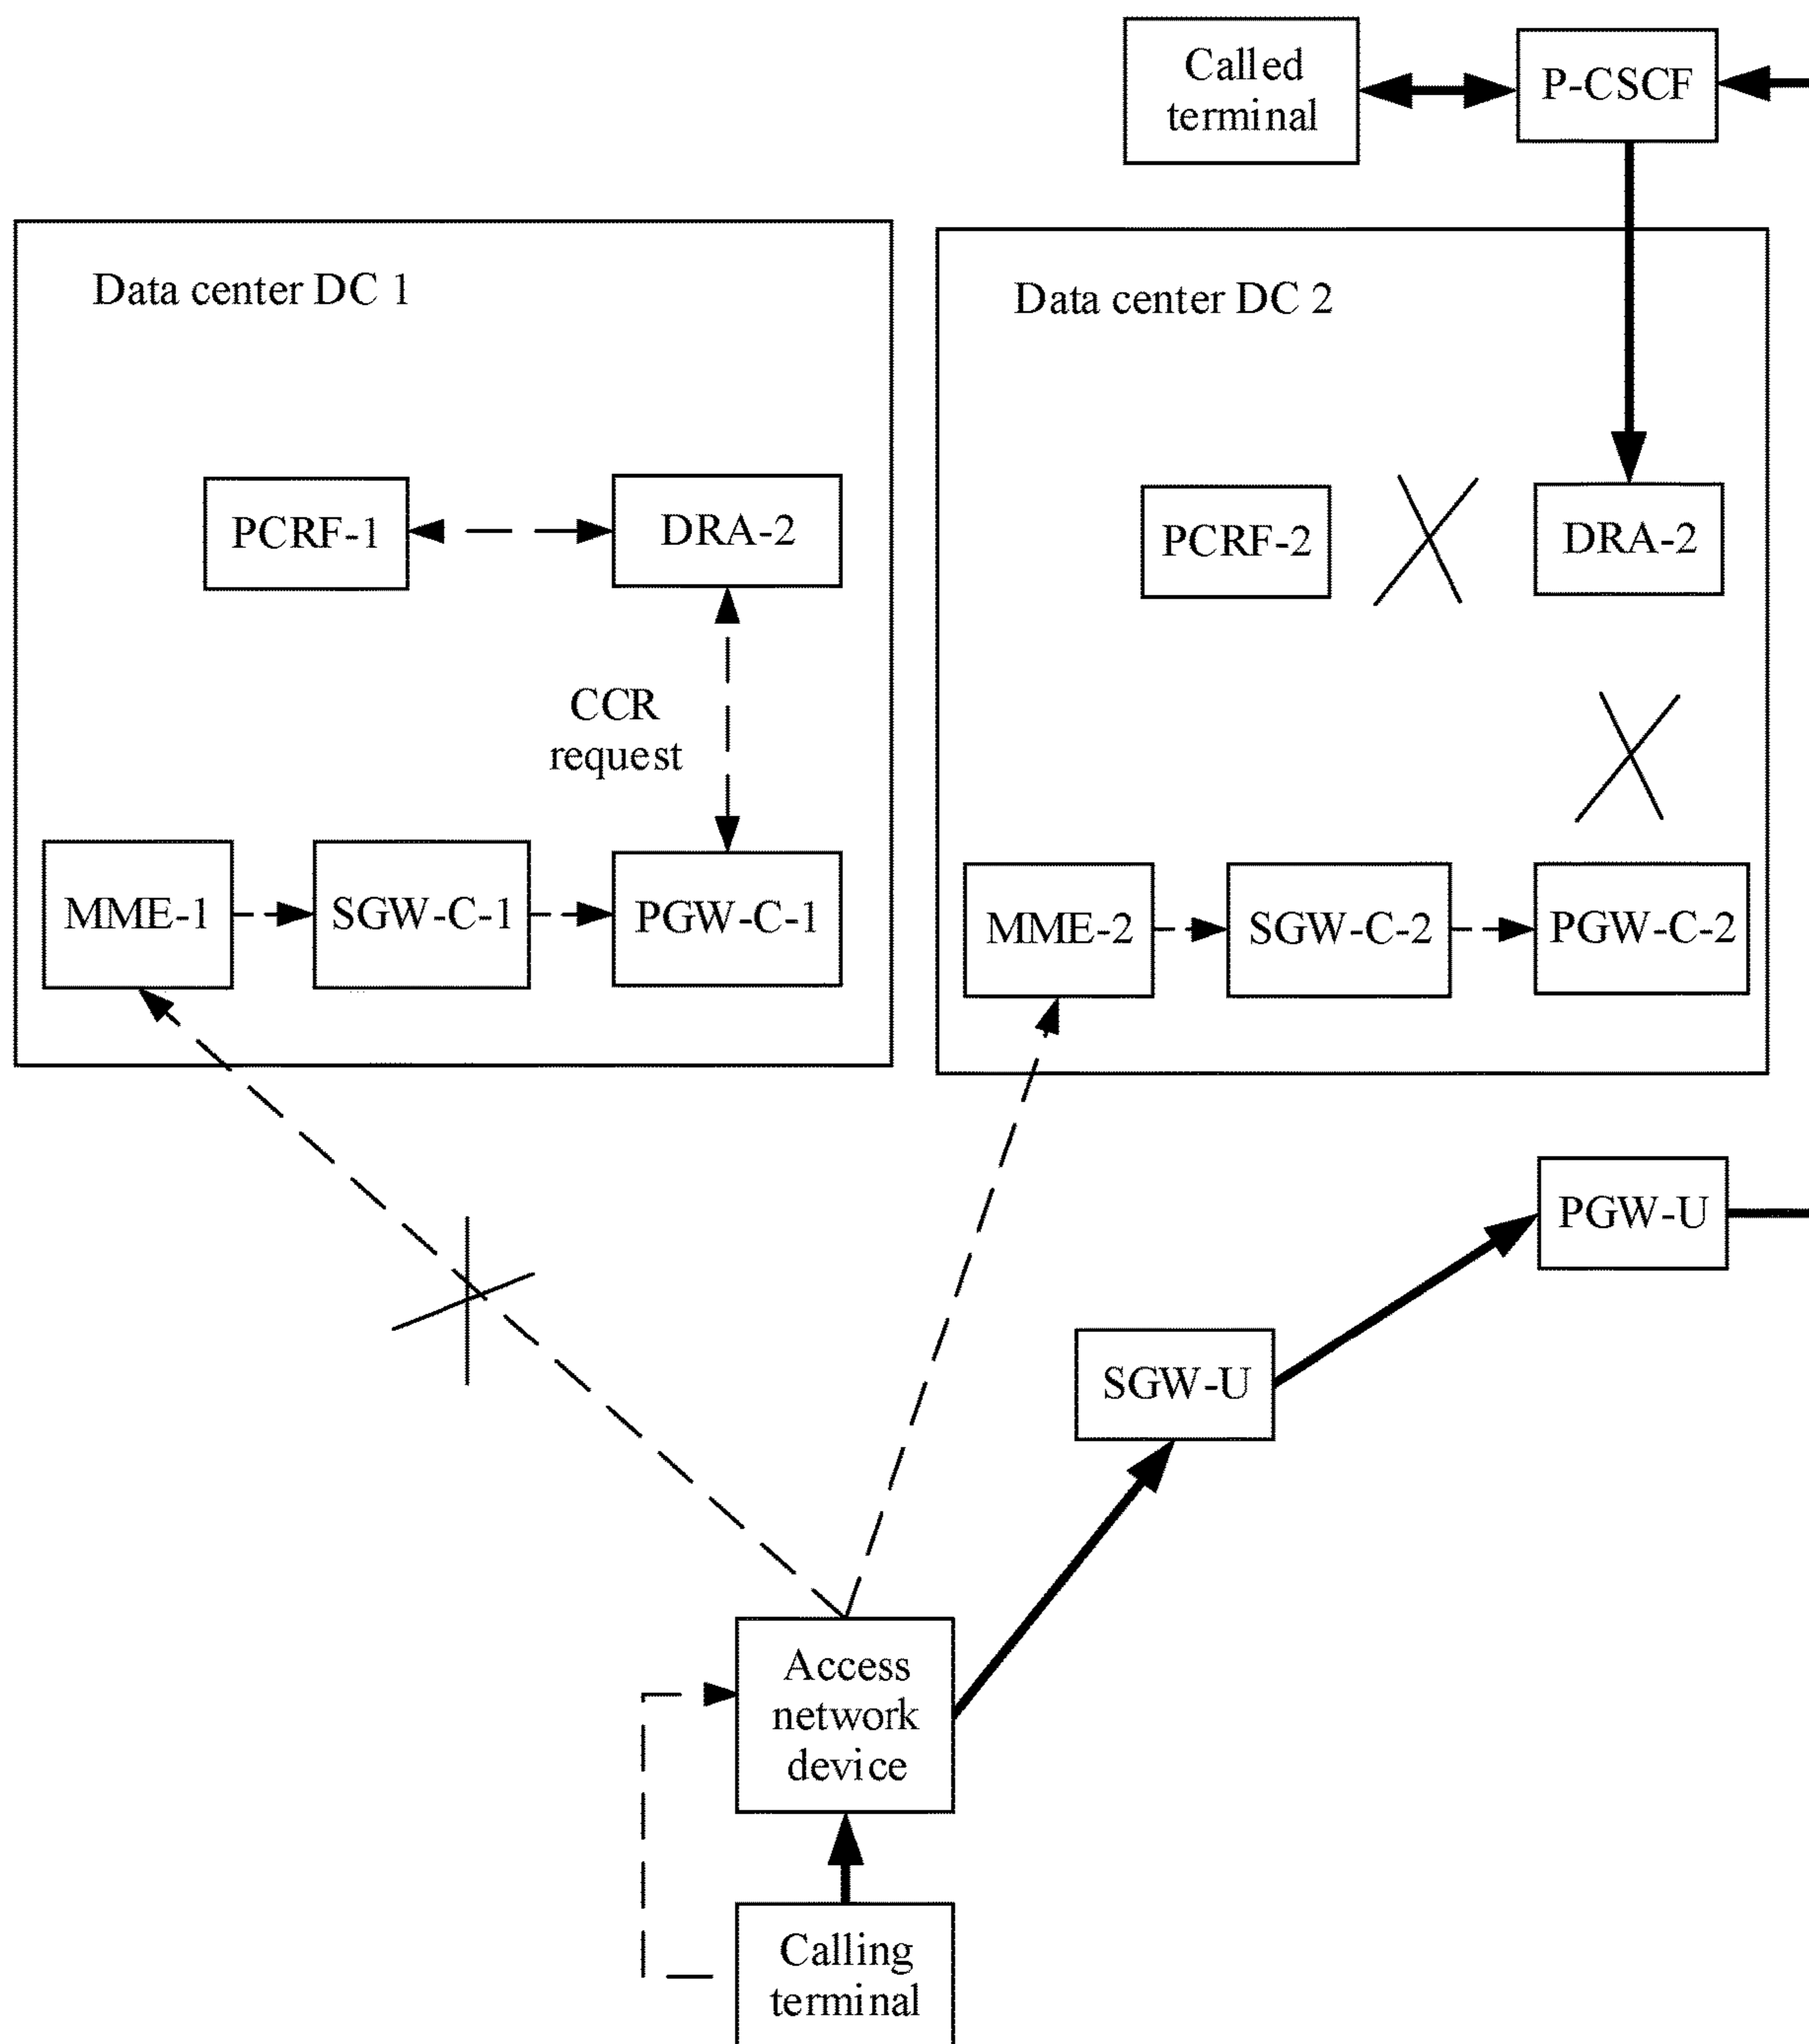 Called
terminal
P-CSCF
Data center DC 1
Data center DC 2
PCRF-1
DRA-2
PCRF-2
DRA-2
CCR
request
MME-1
SGW-C-1
PGW-C-1
MME-2
SGW-C-2
PGW-C-2
PGW-U
SGW-U
Access
network
device
Calling
terminal